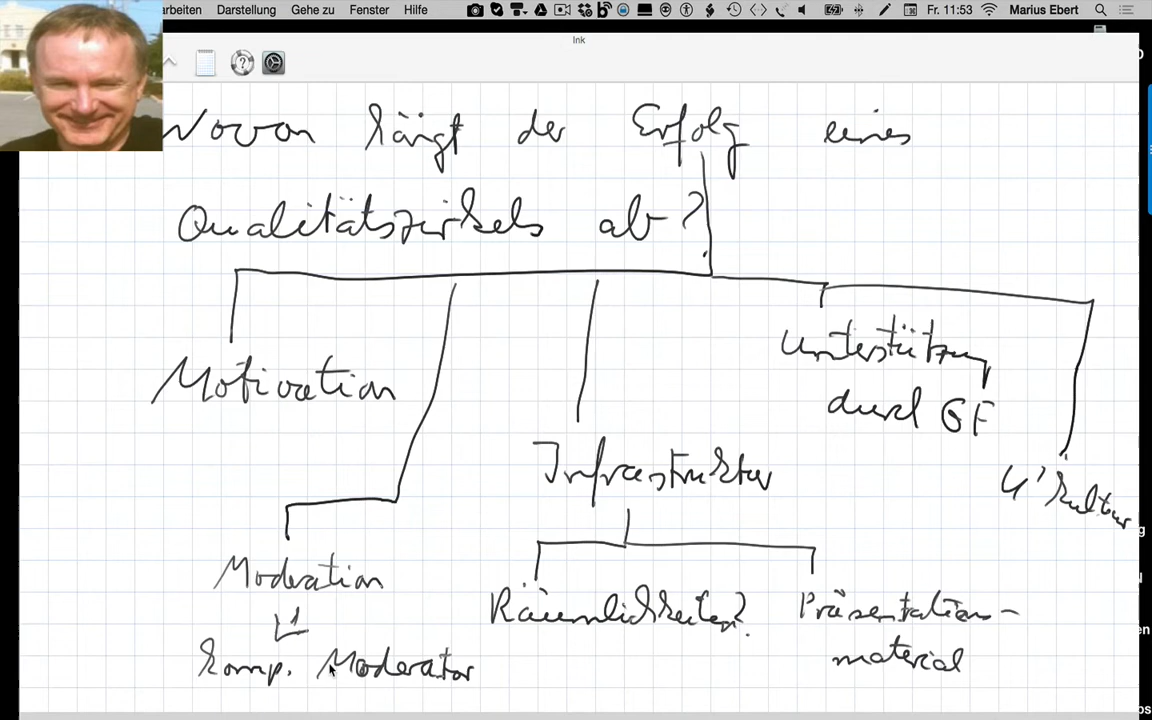 arbeiten Darstellung Gehe zu Fenster Hilfe Fr. 11:53 Marius Ebert
Ink
Wovon hängt der Erfolg eines
Qualitätszirkels ab?
Motivation
Unterstützung
durch GF
Infrastruktur
U'kultur
Moderation
Räumlichkeiten?
Präsentations-
material
komp. Moderator